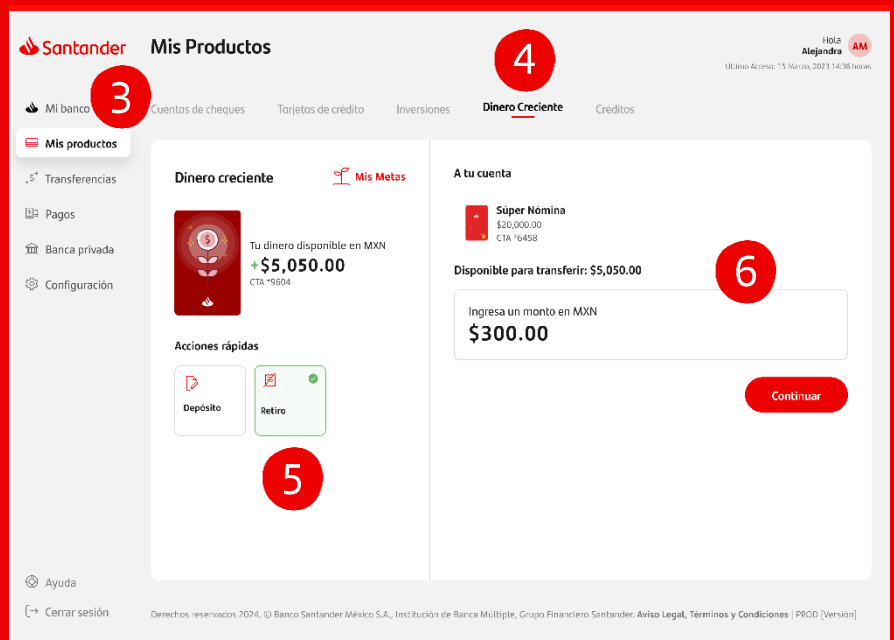 Santander
Mis Productos
4
Hola
Alejandra
AM
Último Acceso: 15 Marzo, 2023 14:36 horas
3
Mi banco
Cuentas de cheques
Tarjetas de crédito
Inversiones
Dinero Creciente
Créditos
Mis productos
Transferencias
Pagos
Banca privada
Configuración
Dinero creciente
Mis Metas
$
Tu dinero disponible en MXN
+$5,050.00
CTA *9604
Acciones rápidas
Depósito
Retiro
5
A tu cuenta
Súper Nómina
$20,000.00
CTA *6458
Disponible para transferir: $5,050.00
6
Ingresa un monto en MXN
$300.00
Continuar
Ayuda
Cerrar sesión
Derechos reservados 2024, © Banco Santander México S.A., Institución de Banca Múltiple, Grupo Financiero Santander. Aviso Legal, Términos y Condiciones | PROD [Versión]